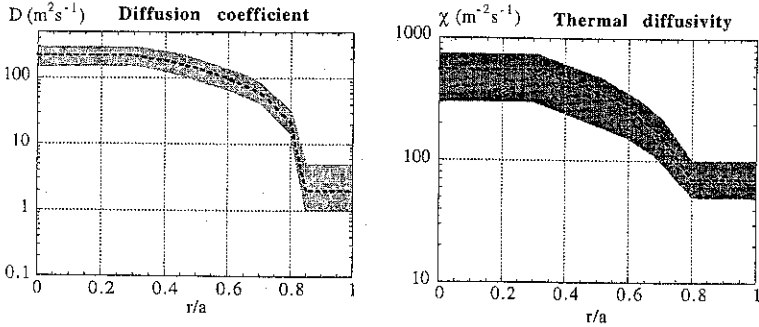 D (m²s⁻¹) Diffusion coefficient
100
10
1
0.1
0 0.2 0.4 0.6 0.8 1
r/a
χ (m⁻²s⁻¹) Thermal diffusivity
1000
100
10
0 0.2 0.4 0.6 0.8 1
r/a